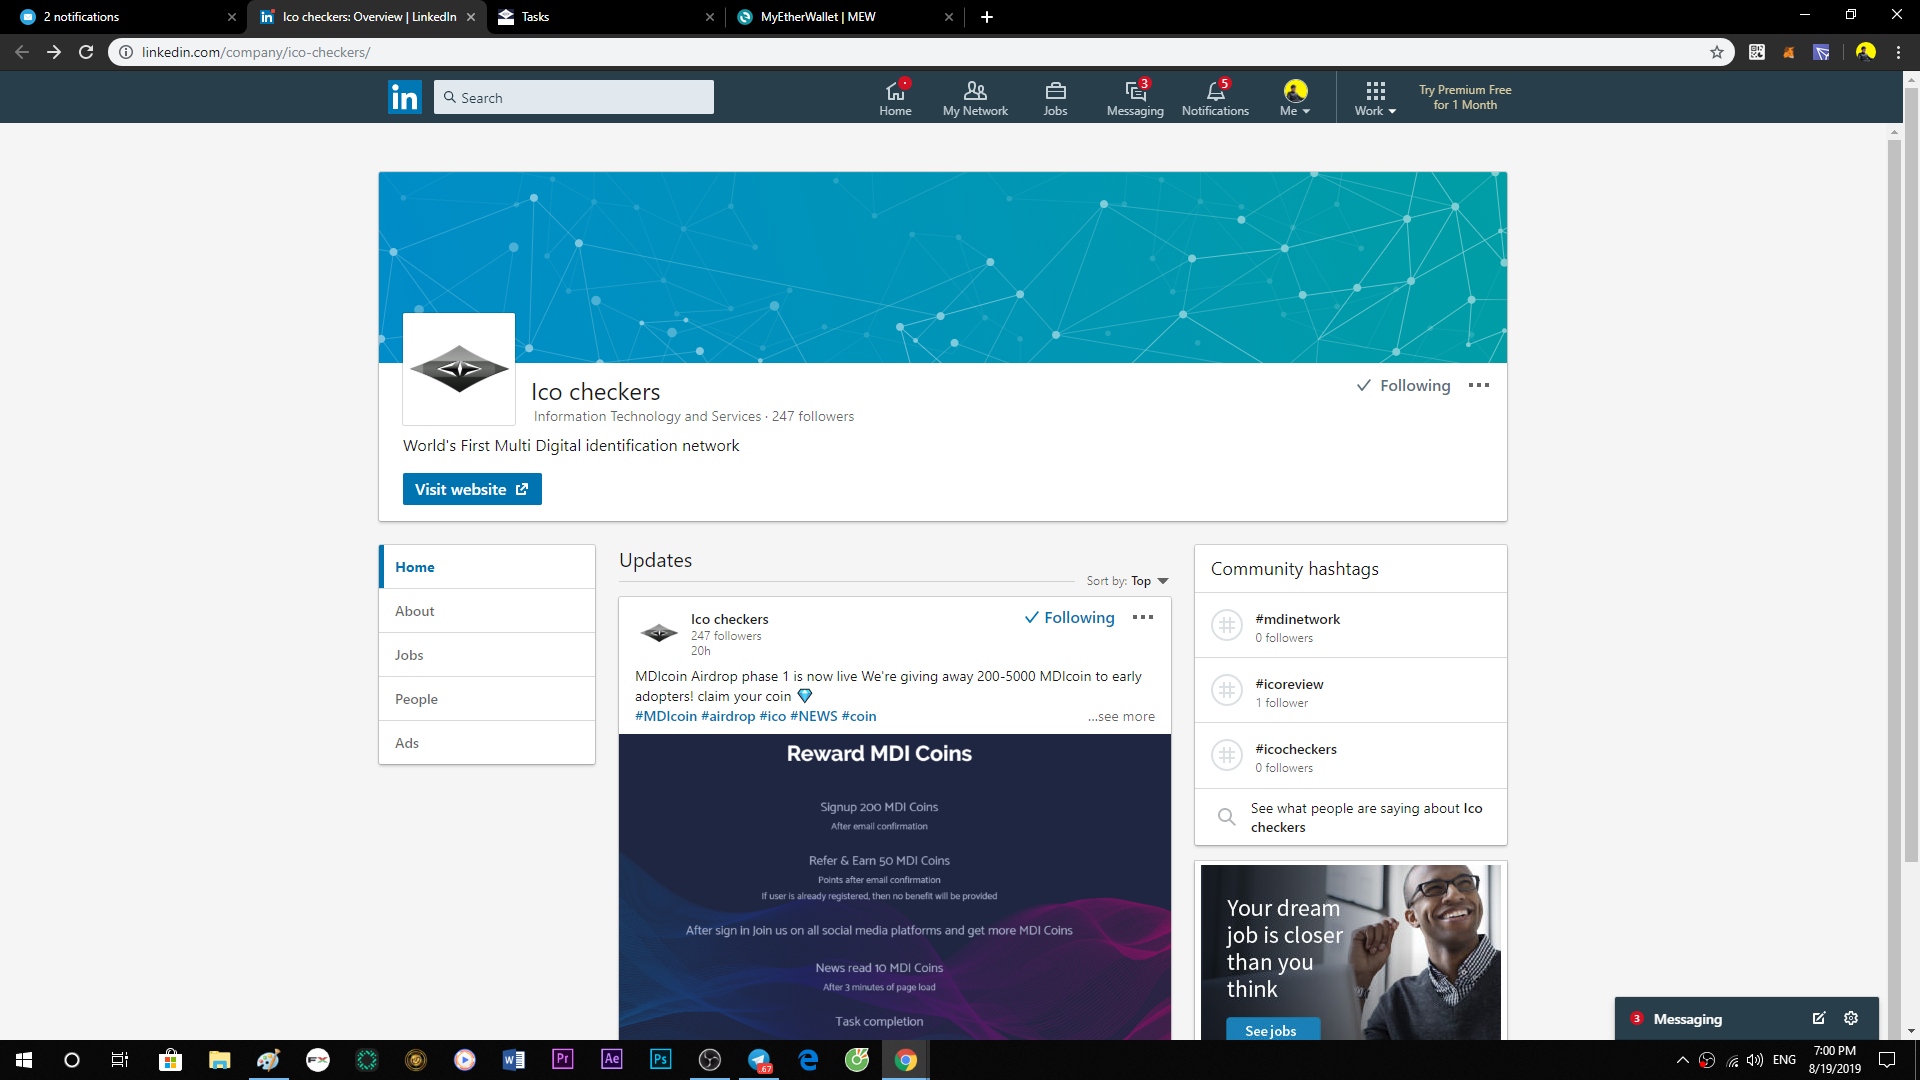 2 notifications
Ico checkers: Overview | LinkedIn
Tasks
MyEtherWallet | MEW
linkedin.com/company/ico-checkers/
in
Search
Home
My Network
Jobs
3
Messaging
5
Notifications
Me
Work
Try Premium Free
for 1 Month
Ico checkers
Following
Information Technology and Services · 247 followers
World's First Multi Digital identification network
Visit website
Home
About
Jobs
People
Ads
Updates
Sort by: Top
Ico checkers
247 followers
20h
Following
MDIcoin Airdrop phase 1 is now live We're giving away 200-5000 MDIcoin to early
adopters! claim your coin 💎
#MDIcoin #airdrop #ico #NEWS #coin
...see more
Reward MDI Coins
Signup 200 MDI Coins
After email confirmation
Refer & Earn 50 MDI Coins
Points after email confirmation
If user is already registered, then no benefit will be provided
After sign in Join us on all social media platforms and get more MDI Coins
News read 10 MDI Coins
After 3 minutes of page load
Task completion
Community hashtags
#mdinetwork
0 followers
#icoreview
1 follower
#icocheckers
0 followers
See what people are saying about Ico
checkers
Your dream
job is closer
than you
think
See jobs
3 Messaging
FX
W
Pr
Ae
Ps
.67
ENG
7:00 PM
8/19/2019